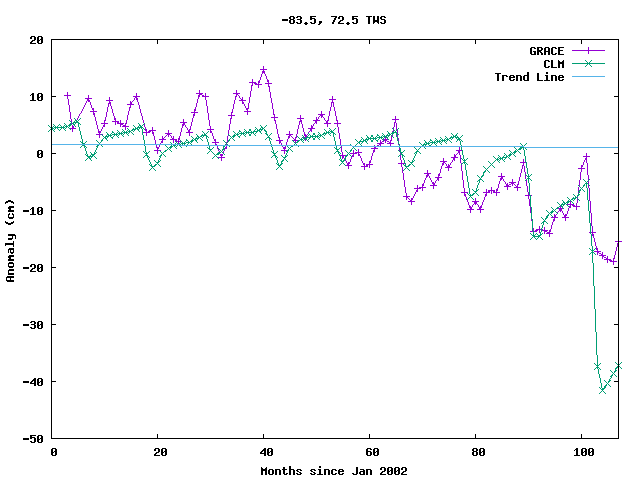 -83.5, 72.5 TWS
GRACE
CLM
Trend Line
20
10
0
-10
-20
-30
-40
-50
Anomaly (cm)
0 20 40 60 80 100
Months since Jan 2002